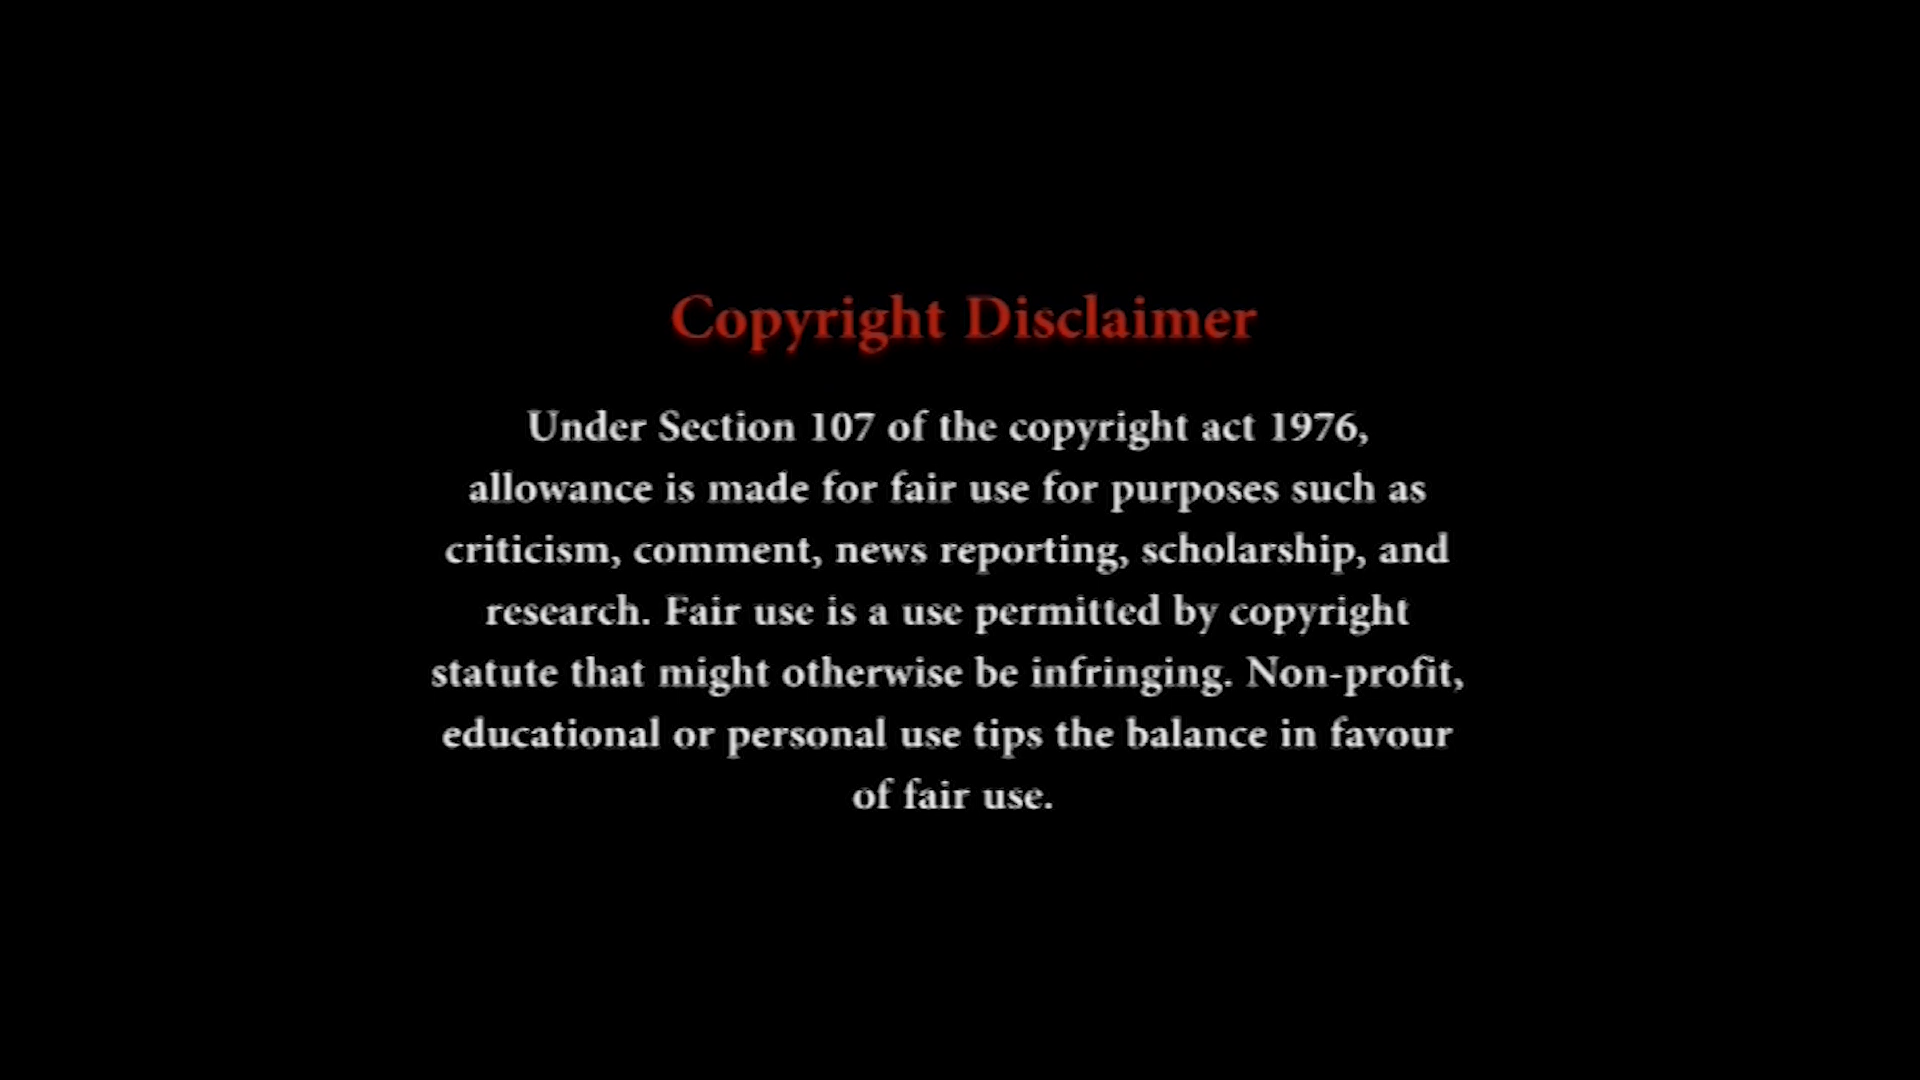 Copyright Disclaimer
Under Section 107 of the copyright act 1976,
allowance is made for fair use for purposes such as
criticism, comment, news reporting, scholarship, and
research. Fair use is a use permitted by copyright
statute that might otherwise be infringing. Non-profit,
educational or personal use tips the balance in favour
of fair use.